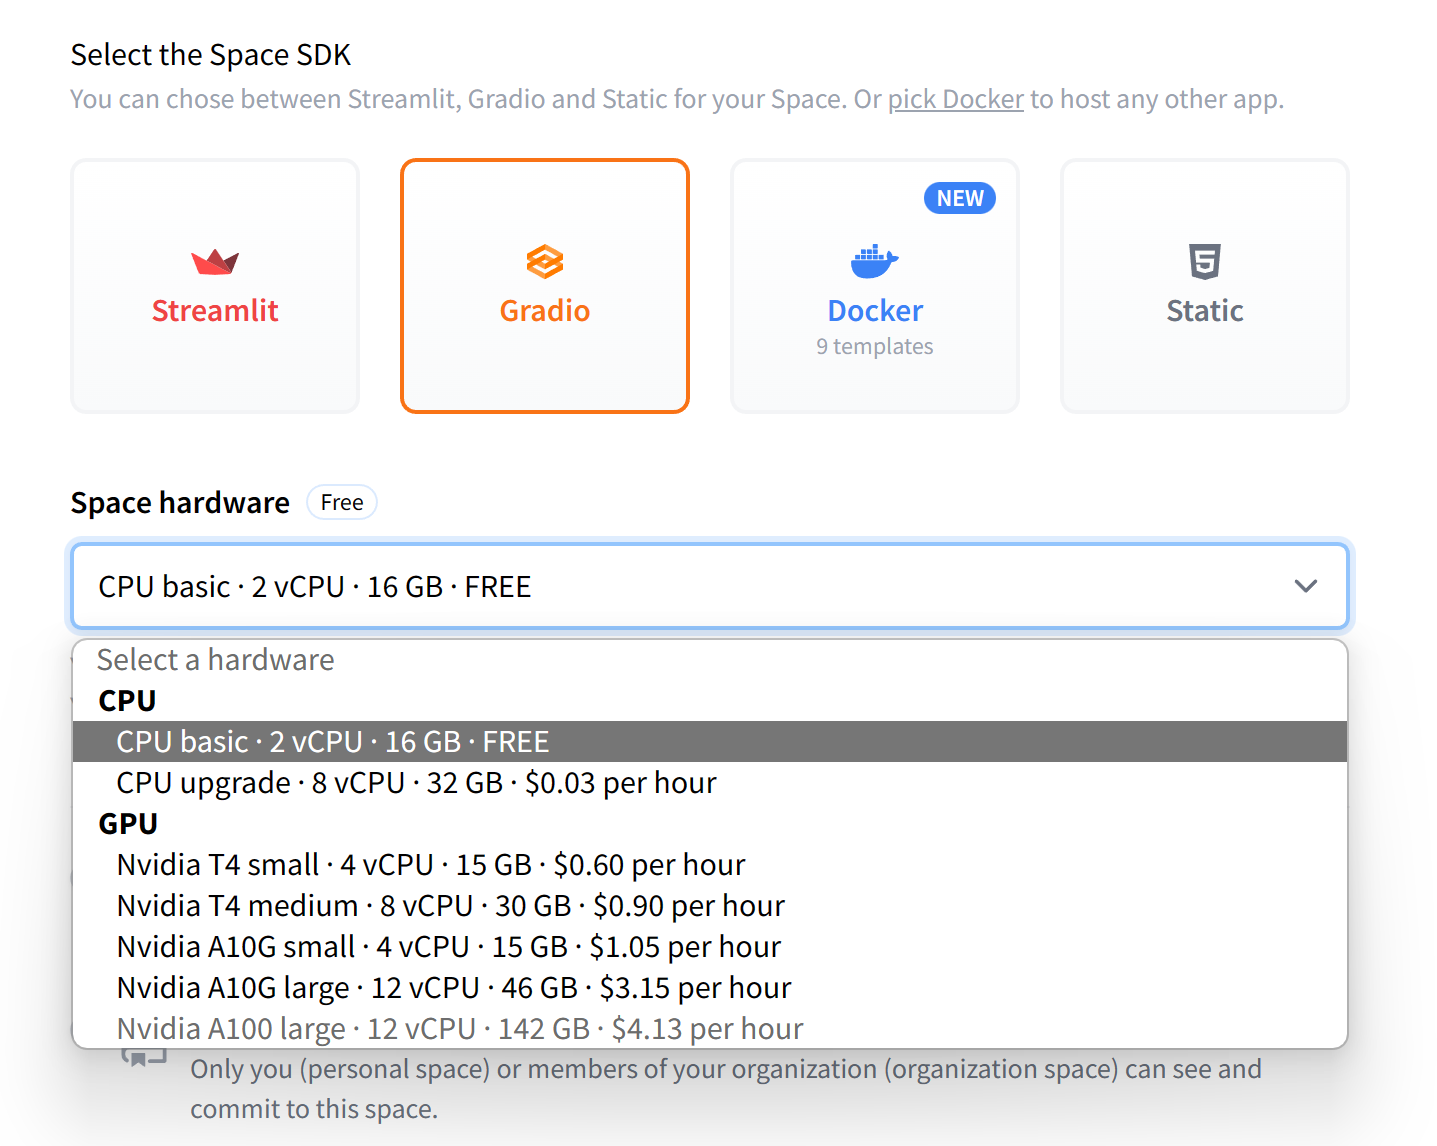 Select the Space SDK
You can chose between Streamlit, Gradio and Static for your Space. Or pick Docker to host any other app.
Streamlit
Gradio
NEW
Docker
9 templates
Static
Space hardware Free
CPU basic · 2 vCPU · 16 GB · FREE
Select a hardware
CPU
CPU basic · 2 vCPU · 16 GB · FREE
CPU upgrade · 8 vCPU · 32 GB · $0.03 per hour
GPU
Nvidia T4 small · 4 vCPU · 15 GB · $0.60 per hour
Nvidia T4 medium · 8 vCPU · 30 GB · $0.90 per hour
Nvidia A10G small · 4 vCPU · 15 GB · $1.05 per hour
Nvidia A10G large · 12 vCPU · 46 GB · $3.15 per hour
Nvidia A100 large · 12 vCPU · 142 GB · $4.13 per hour
Only you (personal space) or members of your organization (organization space) can see and
commit to this space.